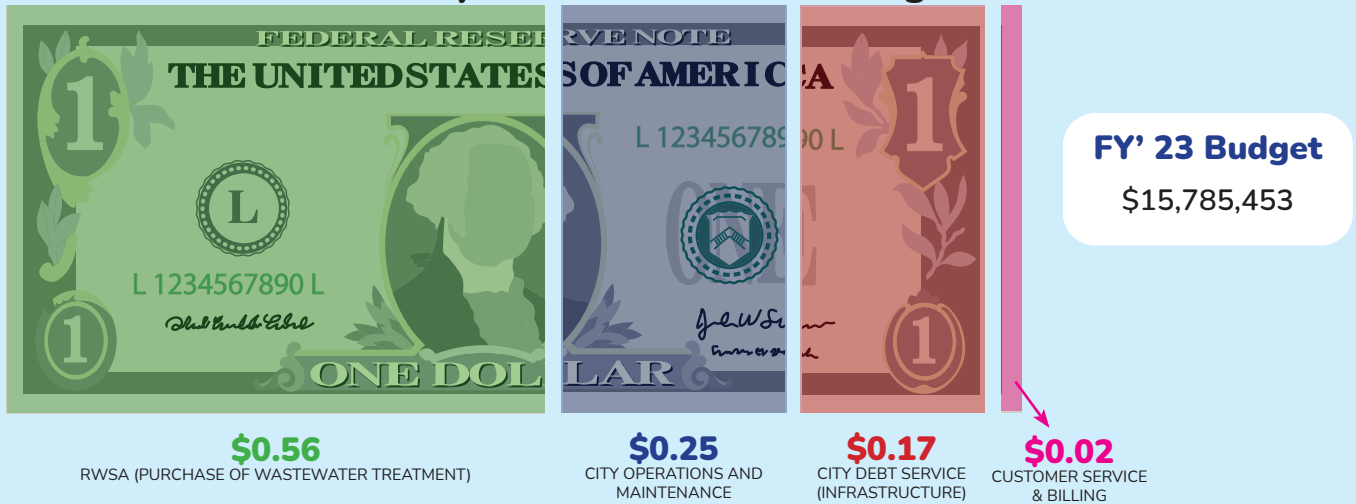 FEDERAL RESERVE NOTE
THE UNITED STATES OF AMERICA
L 1234567890 L
L
L 1234567890 L
1
1
1
1
ONE
ONE DOLLAR
FY’ 23 Budget
$15,785,453
$0.56
RWSA (PURCHASE OF WASTEWATER TREATMENT)
$0.25
CITY OPERATIONS AND
MAINTENANCE
$0.17
CITY DEBT SERVICE
(INFRASTRUCTURE)
$0.02
CUSTOMER SERVICE
& BILLING